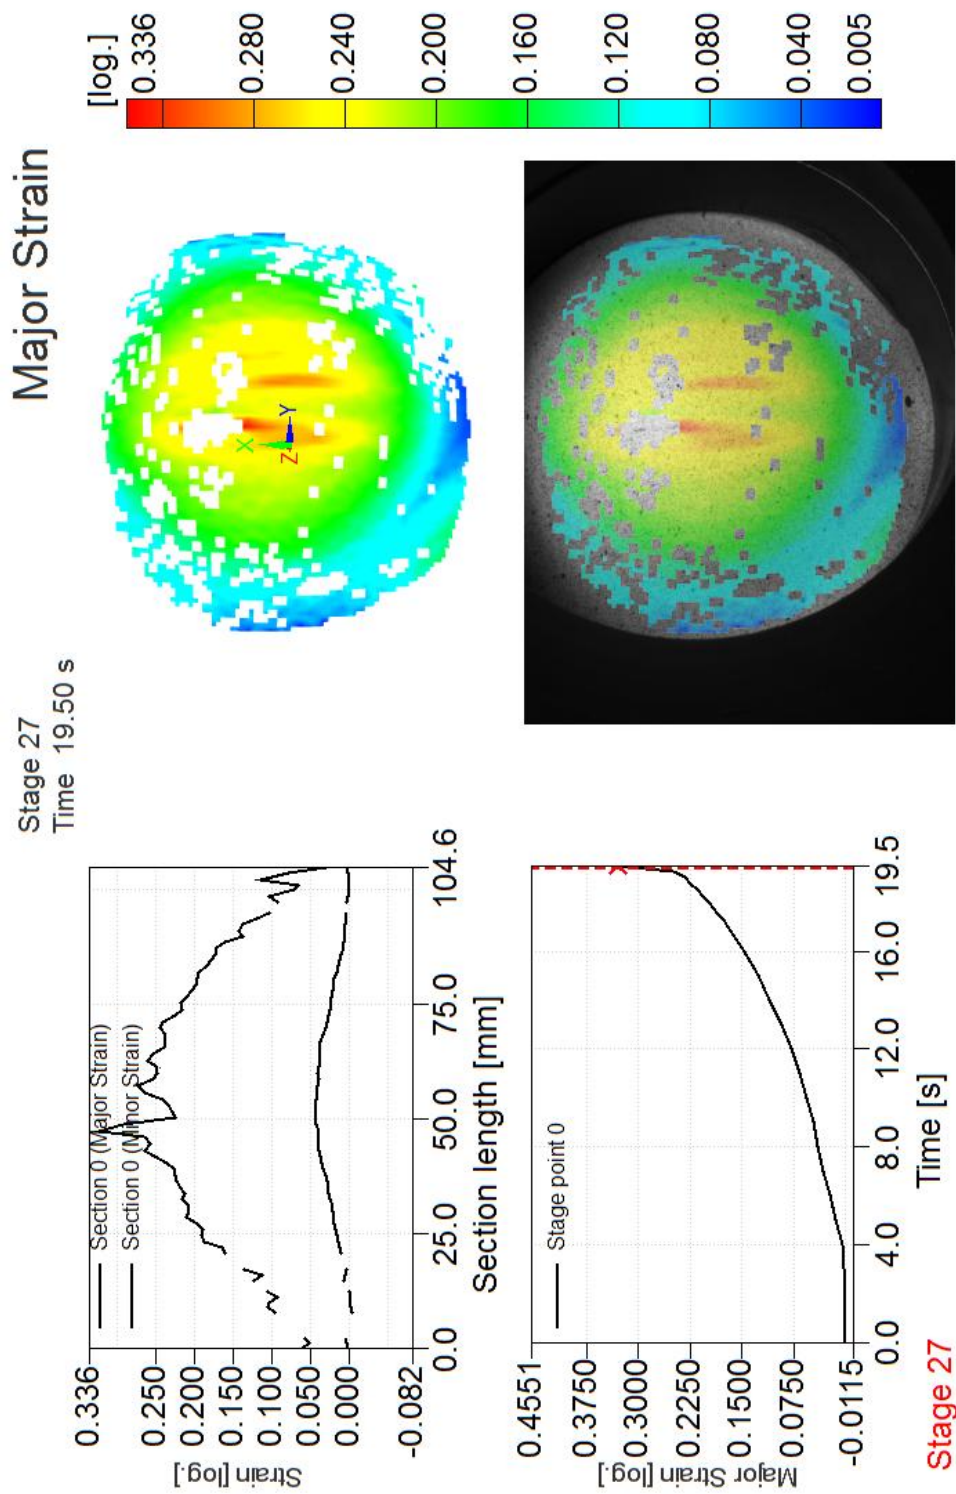 Stage 27
Time 19.50 s
Major Strain
[log.]
0.336
0.280
0.240
0.200
0.160
0.120
0.080
0.040
0.005
X
Y
Z
Strain [log.]
0.336
0.250
0.200
0.150
0.100
0.050
0.000
-0.082
Section 0 (Major Strain)
Section 0 (Minor Strain)
0.0 25.0 50.0 75.0 104.6
Section length [mm]
Major Strain [log.]
0.4551
0.3750
0.3000
0.2250
0.1500
0.0750
-0.0115
Stage point 0
0.0 4.0 8.0 12.0 16.0 19.5
Time [s]
Stage 27